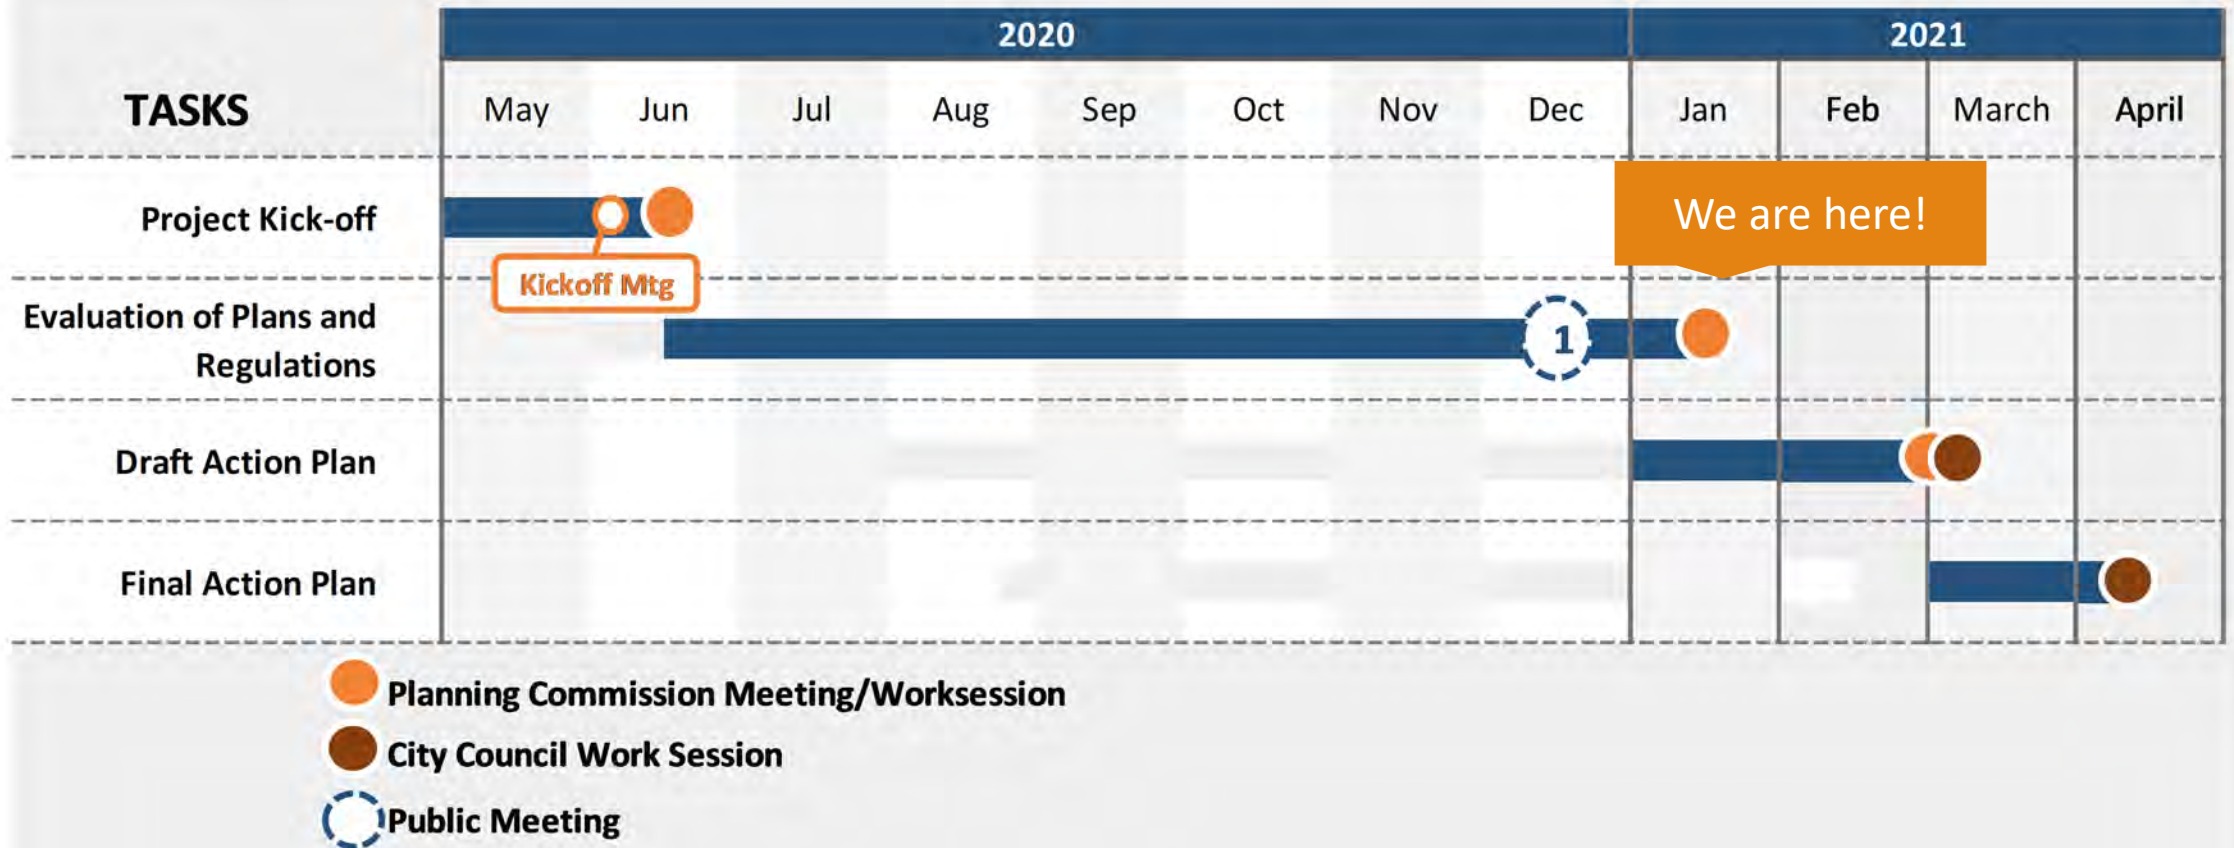 2020 2021
TASKS May Jun Jul Aug Sep Oct Nov Dec Jan Feb March April
We are here!
Project Kick-off
Kickoff Mtg
Evaluation of Plans and
Regulations
1
Draft Action Plan
Final Action Plan
Planning Commission Meeting/Worksession
City Council Work Session
Public Meeting